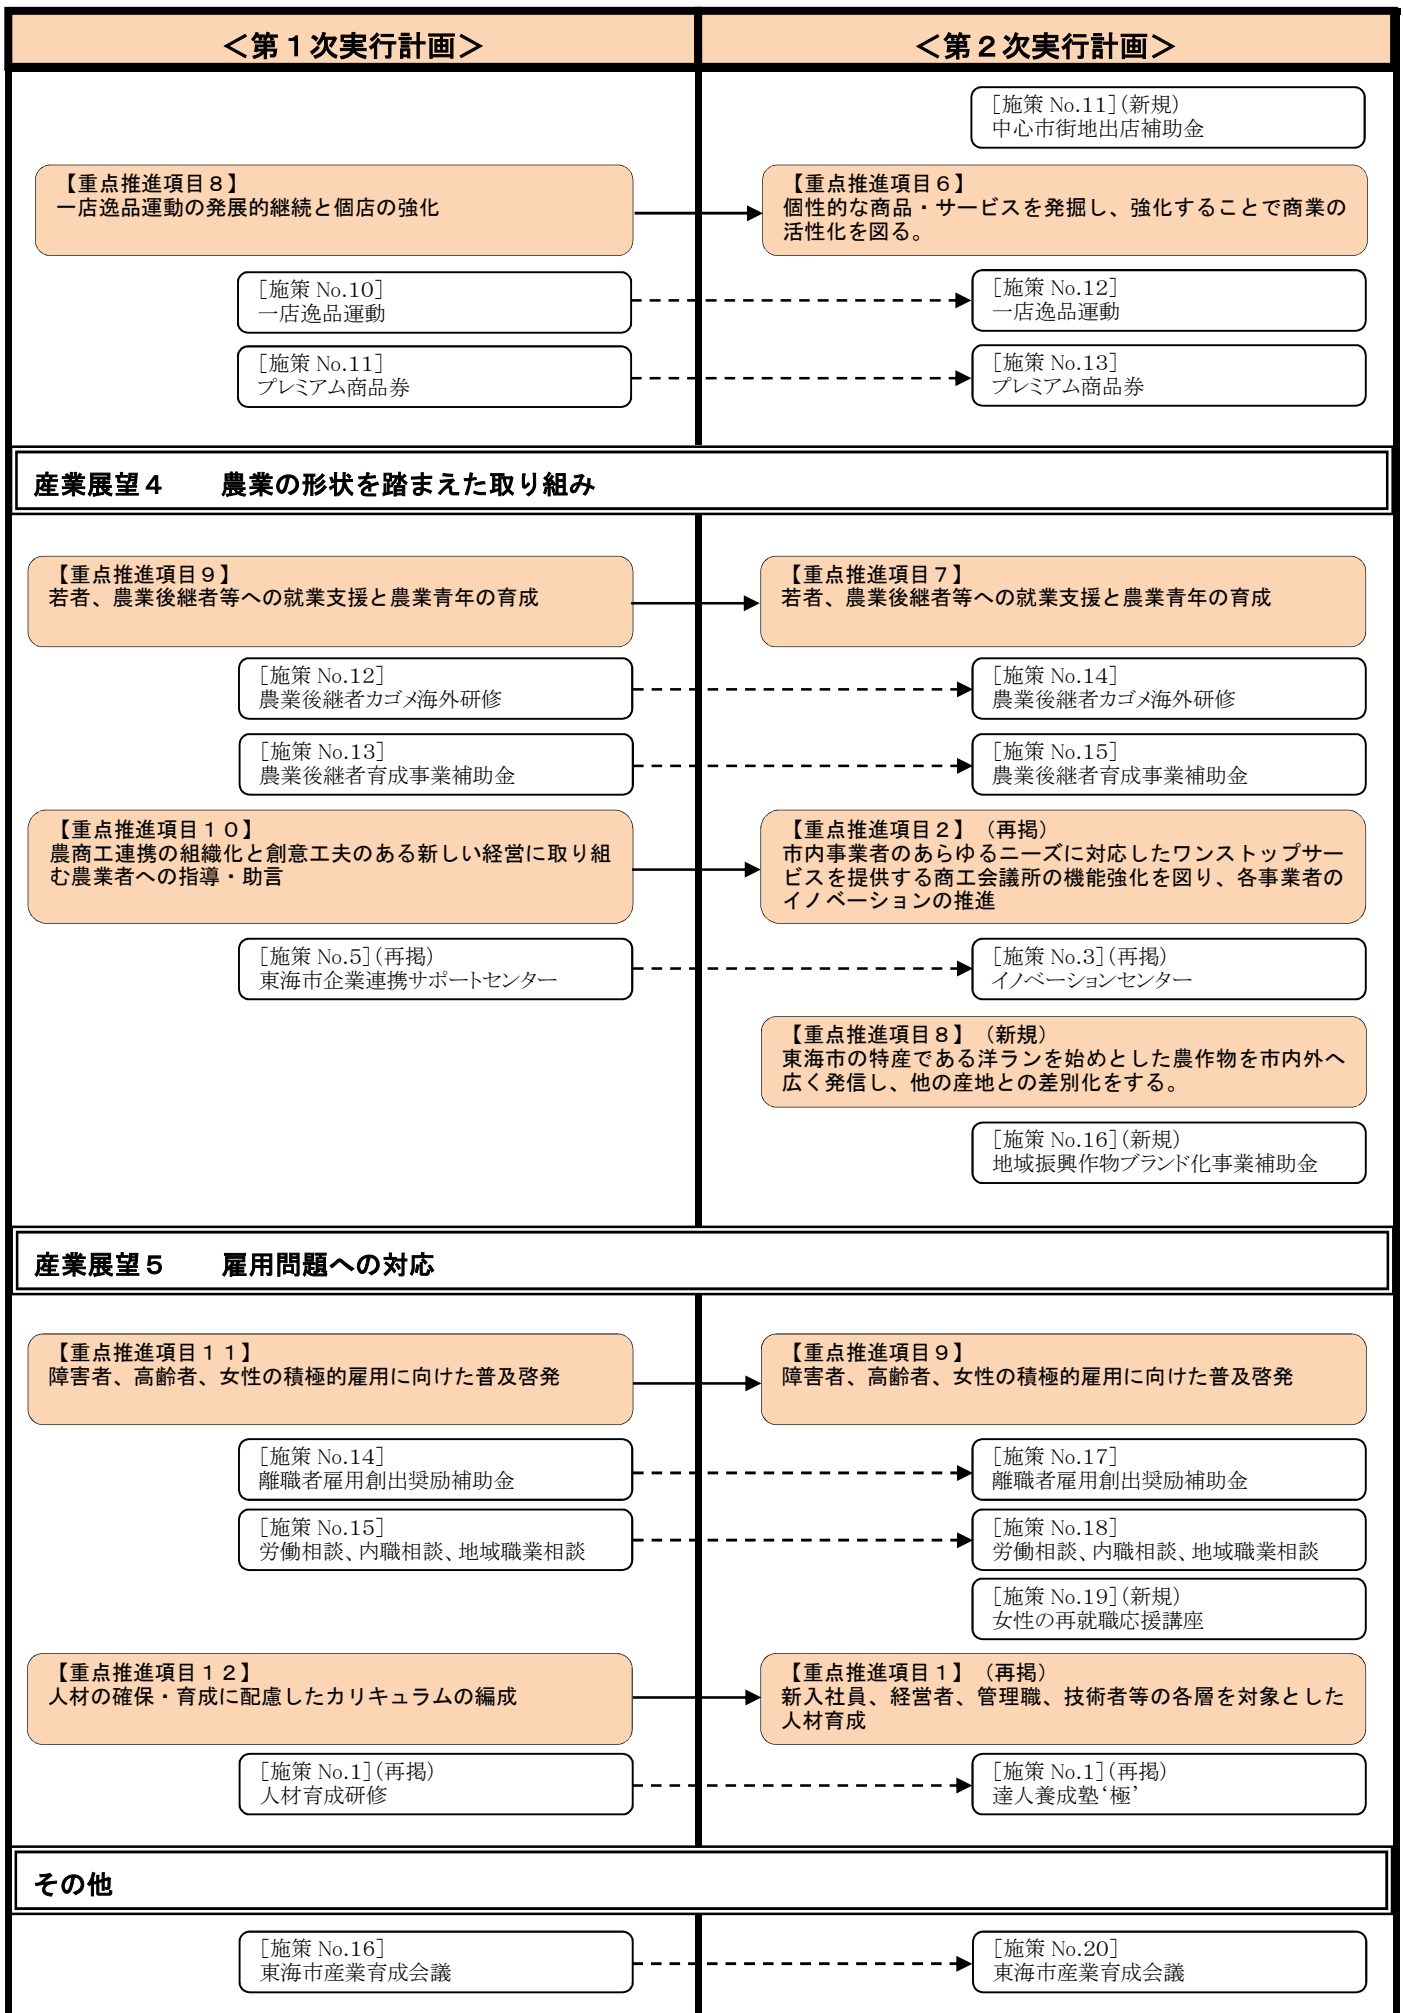 ＜第１次実行計画＞
＜第２次実行計画＞
［施策 No.11］（新規）
中心市街地出店補助金
【重点推進項目８】
一店逸品運動の発展的継続と個店の強化
【重点推進項目６】
個性的な商品・サービスを発掘し、強化することで商業の
活性化を図る。
［施策 No.10］
一店逸品運動
［施策 No.12］
一店逸品運動
［施策 No.11］
プレミアム商品券
［施策 No.13］
プレミアム商品券
産業展望４　　農業の形状を踏まえた取り組み
【重点推進項目９】
若者、農業後継者等への就業支援と農業青年の育成
【重点推進項目７】
若者、農業後継者等への就業支援と農業青年の育成
［施策 No.12］
農業後継者カゴメ海外研修
［施策 No.14］
農業後継者カゴメ海外研修
［施策 No.13］
農業後継者育成事業補助金
［施策 No.15］
農業後継者育成事業補助金
【重点推進項目１０】
農商工連携の組織化と創意工夫のある新しい経営に取り組
む農業者への指導・助言
【重点推進項目２】（再掲）
市内事業者のあらゆるニーズに対応したワンストップサー
ビスを提供する商工会議所の機能強化を図り、各事業者の
イノベーションの推進
［施策 No.5］（再掲）
東海市企業連携サポートセンター
［施策 No.3］（再掲）
イノベーションセンター
【重点推進項目８】（新規）
東海市の特産である洋ランを始めとした農作物を市内外へ
広く発信し、他の産地との差別化をする。
［施策 No.16］（新規）
地域振興作物ブランド化事業補助金
産業展望５　　雇用問題への対応
【重点推進項目１１】
障害者、高齢者、女性の積極的雇用に向けた普及啓発
【重点推進項目９】
障害者、高齢者、女性の積極的雇用に向けた普及啓発
［施策 No.14］
離職者雇用創出奨励補助金
［施策 No.17］
離職者雇用創出奨励補助金
［施策 No.15］
労働相談、内職相談、地域職業相談
［施策 No.18］
労働相談、内職相談、地域職業相談
［施策 No.19］（新規）
女性の再就職応援講座
【重点推進項目１２】
人材の確保・育成に配慮したカリキュラムの編成
【重点推進項目１】（再掲）
新入社員、経営者、管理職、技術者等の各層を対象とした
人材育成
［施策 No.1］（再掲）
人材育成研修
［施策 No.1］（再掲）
達人養成塾‘極’
その他
［施策 No.16］
東海市産業育成会議
［施策 No.20］
東海市産業育成会議